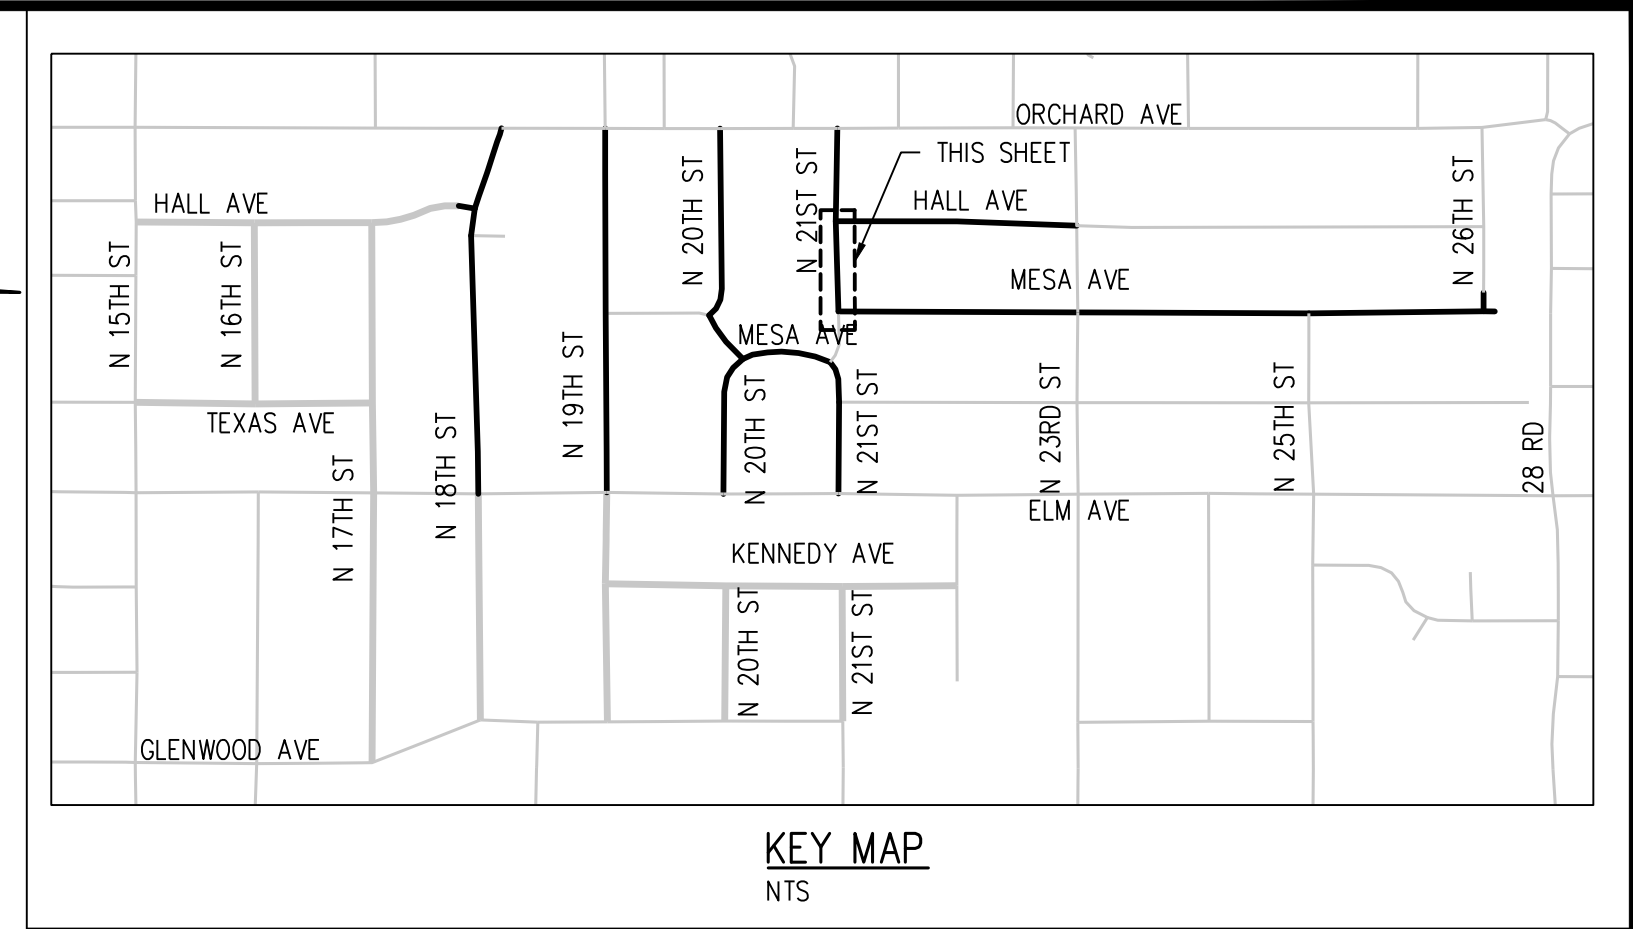 ORCHARD AVE
THIS SHEET
HALL AVE
HALL AVE
N 20TH ST
N 21ST ST
N 26TH ST
N 15TH ST
N 16TH ST
MESA AVE
MESA AVE
N 19TH ST
N 20TH ST
N 21ST ST
N 23RD ST
N 25TH ST
28 RD
TEXAS AVE
N 17TH ST
N 18TH ST
ELM AVE
KENNEDY AVE
N 20TH ST
N 21ST ST
GLENWOOD AVE
KEY MAP
NTS